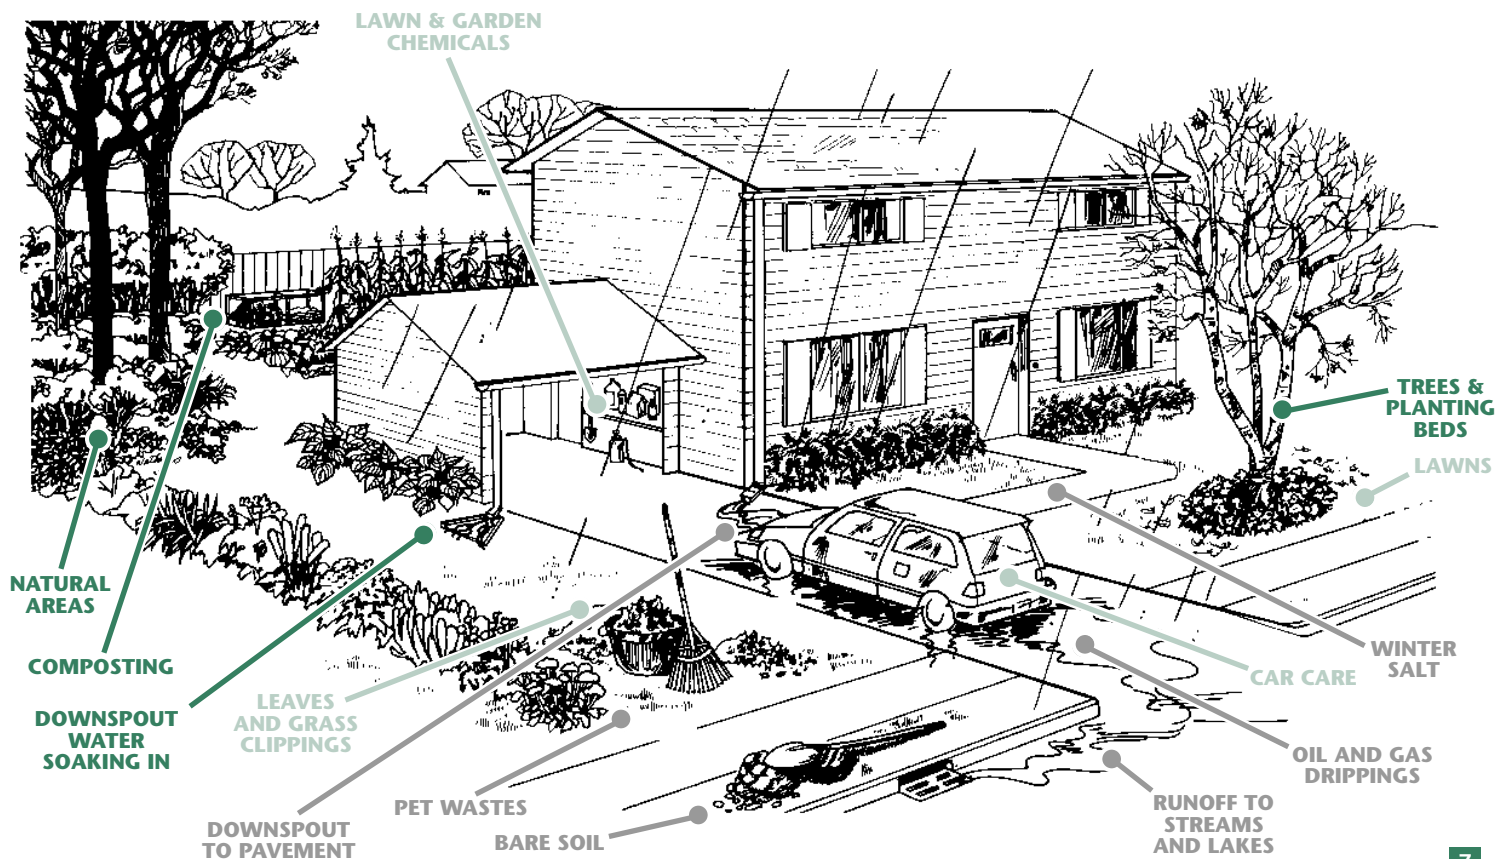 LAWN & GARDEN
CHEMICALS
TREES &
PLANTING
BEDS
LAWNS
NATURAL
AREAS
COMPOSTING
DOWNSPOUT
WATER
SOAKING IN
LEAVES
AND GRASS
CLIPPINGS
WINTER
SALT
CAR CARE
OIL AND GAS
DRIPPINGS
PET WASTES
BARE SOIL
DOWNSPOUT
TO PAVEMENT
RUNOFF TO
STREAMS
AND LAKES
7